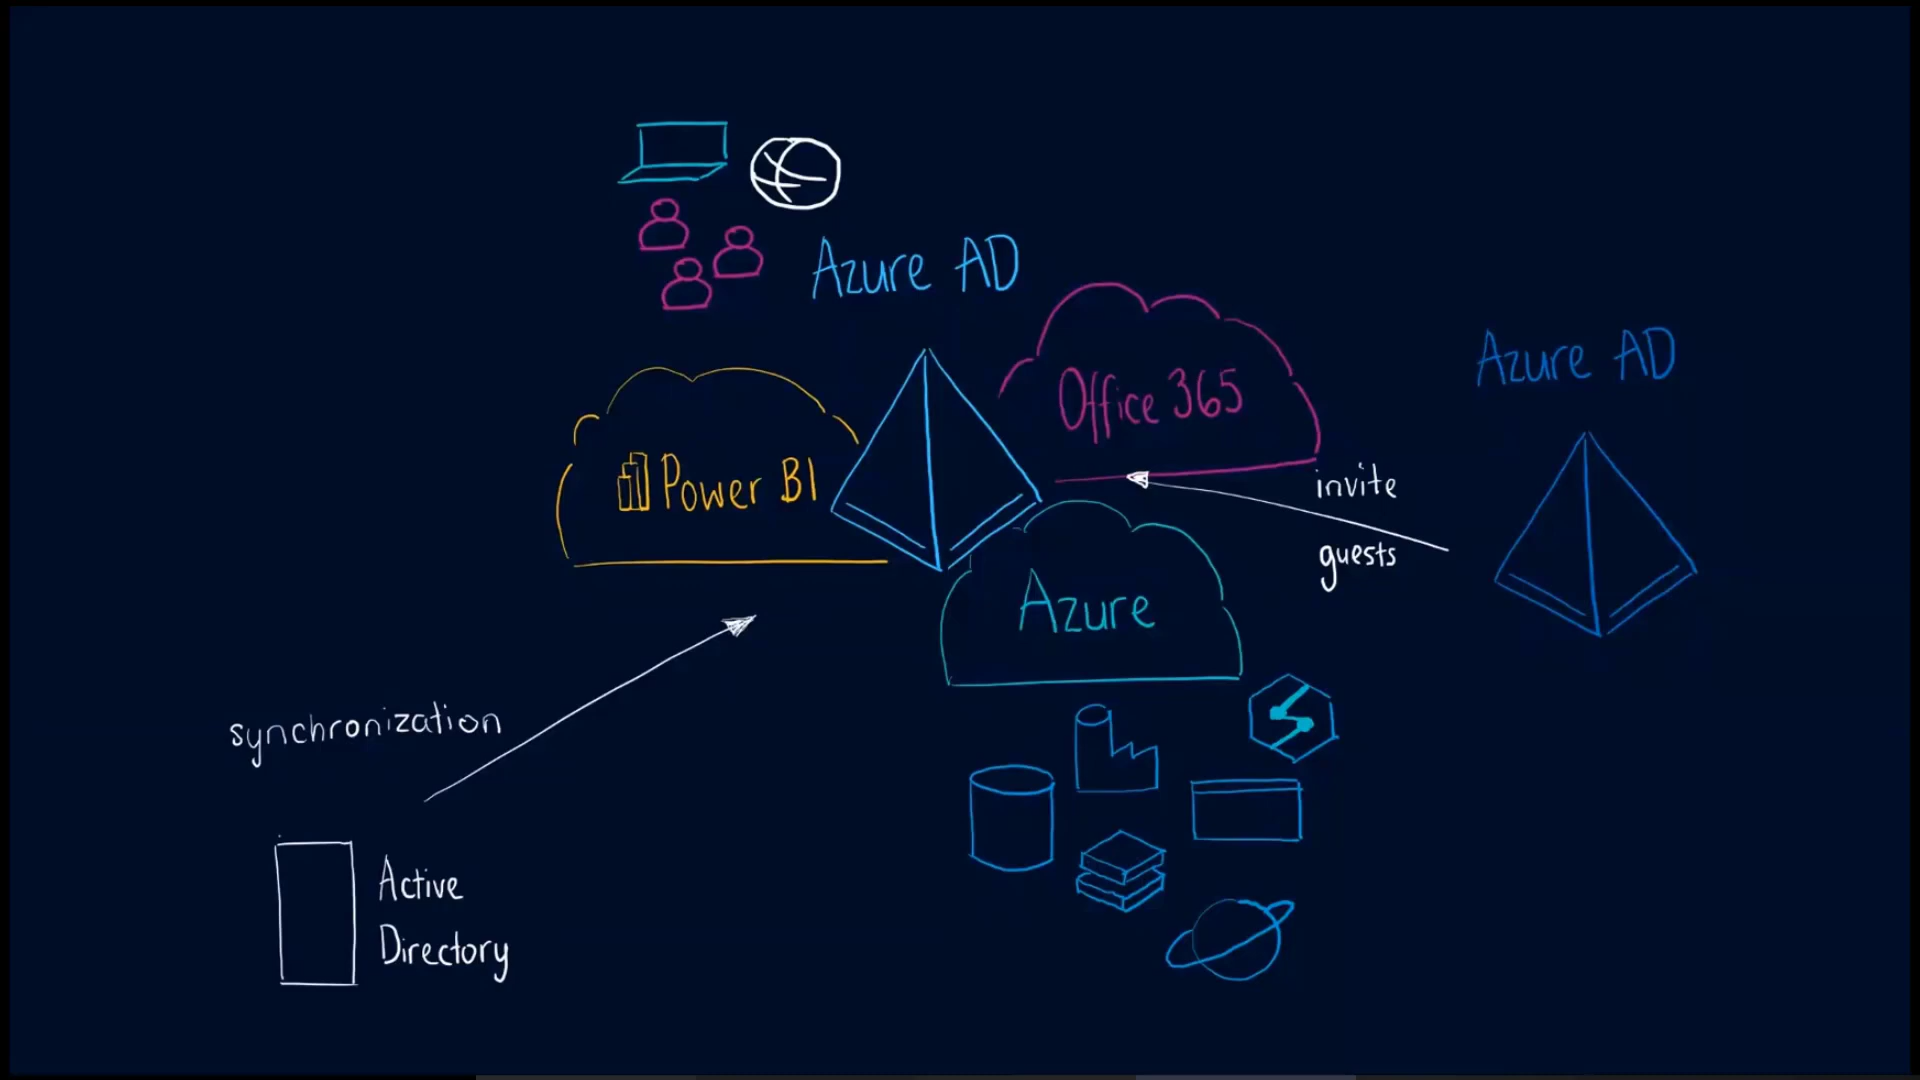 Azure AD
Office 365
Azure AD
Power BI
invite
guests
Azure
synchronization
Active
Directory